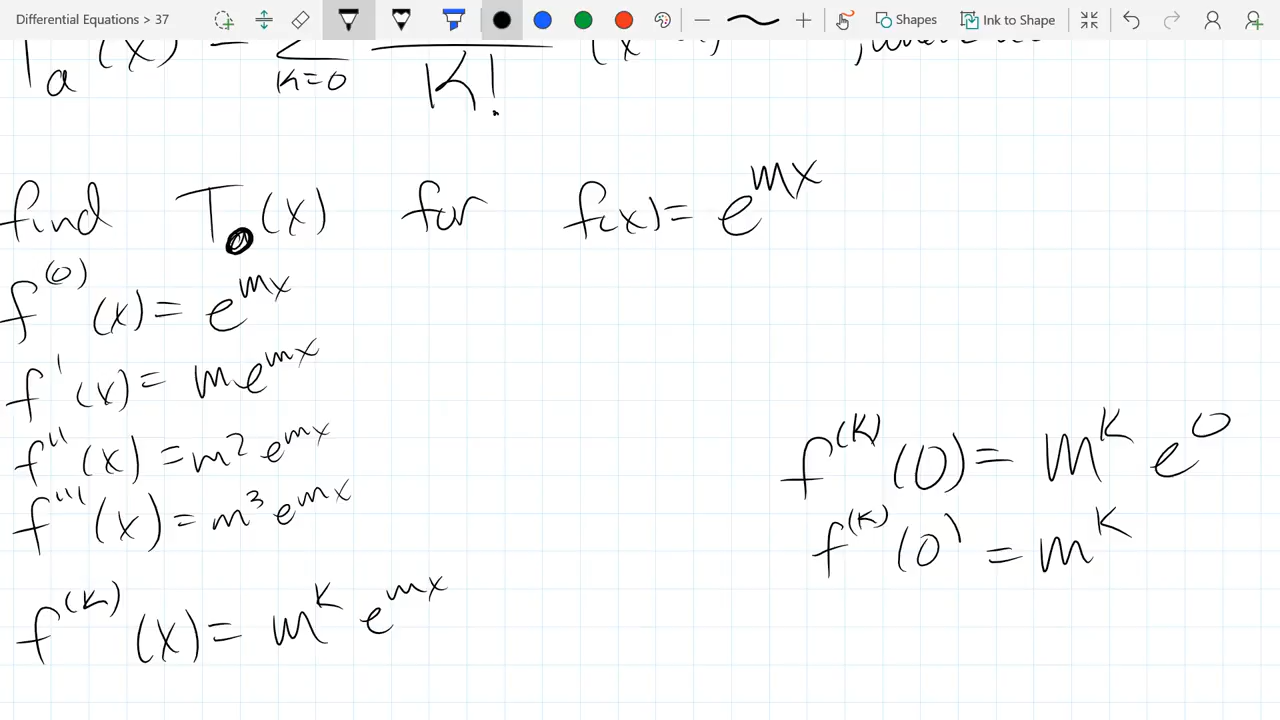 Differential Equations > 37
Shapes
Ink to Shape
T_a (x) = Σ K=0 K! (x
find T_0(x) for f(x) = e^{mx}
f^{(0)}(x) = e^{mx}
f'(x) = me^{mx}
f''(x) = m^2 e^{mx}
f'''(x) = m^3 e^{mx}
f^{(K)}(x) = m^K e^{mx}
f^{(K)}(0) = m^K e^0
f^{(K)}(0) = m^K